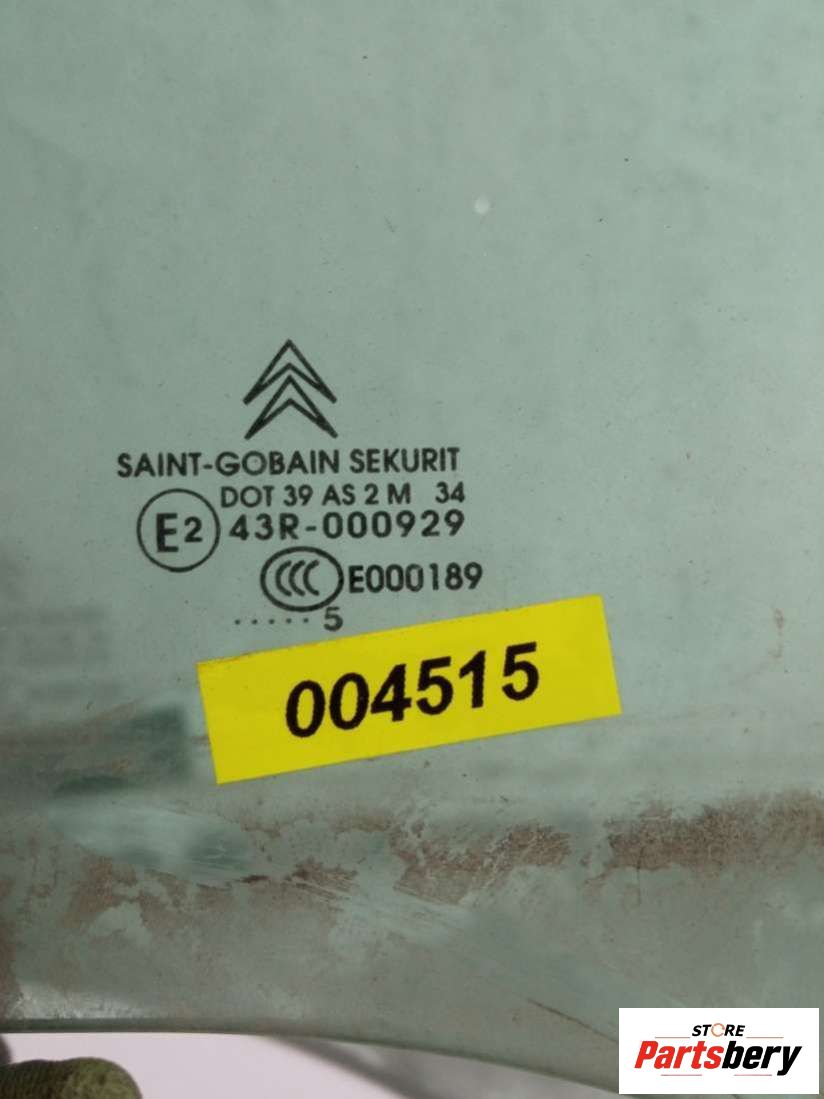 SAINT-GOBAIN SEKURIT
DOT 39 AS 2 M 34
E2 43R-000929
CCC E000189
..... 5
004515
STORE
Partsbery